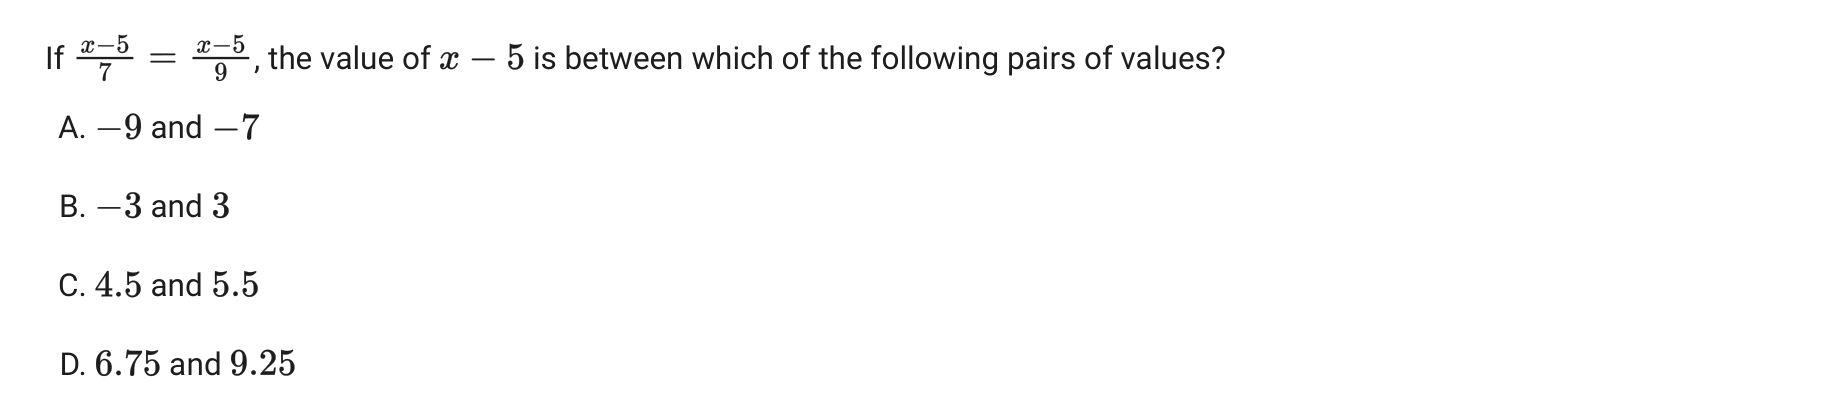 If \frac{x-5}{7} = \frac{x-5}{9}, the value of x − 5 is between which of the following pairs of values?
A. −9 and −7
B. −3 and 3
C. 4.5 and 5.5
D. 6.75 and 9.25